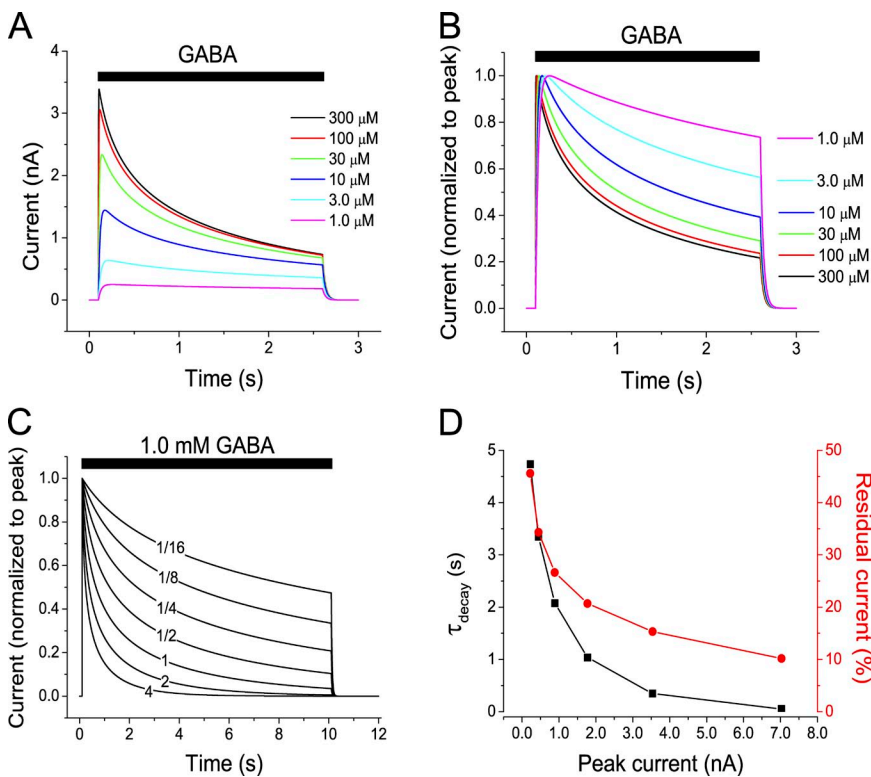 A
GABA
Current (nA)
4
3
2
1
0
300 μM
100 μM
30 μM
10 μM
3.0 μM
1.0 μM
0 1 2 3
Time (s)
B
GABA
Current (normalized to peak)
1.0
0.8
0.6
0.4
0.2
0.0
1.0 μM
3.0 μM
10 μM
30 μM
100 μM
300 μM
0 1 2 3
Time (s)
C
1.0 mM GABA
Current (normalized to peak)
1.0
0.8
0.6
0.4
0.2
0.0
1/16
1/8
1/4
1/2
1
2
4
0 2 4 6 8 10 12
Time (s)
D
τdecay (s)
5
4
3
2
1
0
Residual current (%)
50
40
30
20
10
0
0.0 1.0 2.0 3.0 4.0 5.0 6.0 7.0 8.0
Peak current (nA)